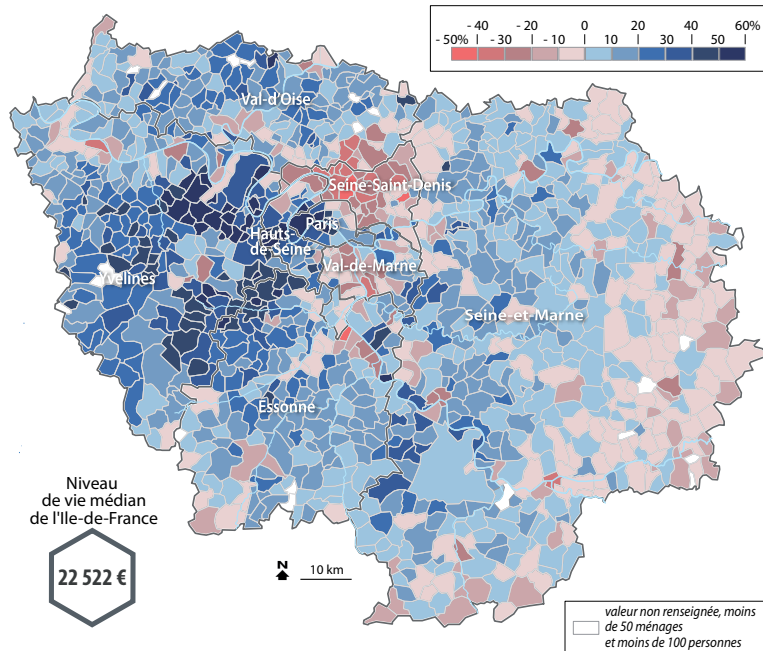 - 40 - 20 0 20 40 60%
- 50% - 30 - 10 10 30 50
Val-d'Oise
Seine-Saint-Denis
Paris
Hauts
de-Seine
Val-de-Marne
Yvelines
Seine-et-Marne
Essonne
Niveau
de vie médian
de l'Ile-de-France
22 522 €
N
10 km
valeur non renseignée, moins
de 50 ménages
et moins de 100 personnes